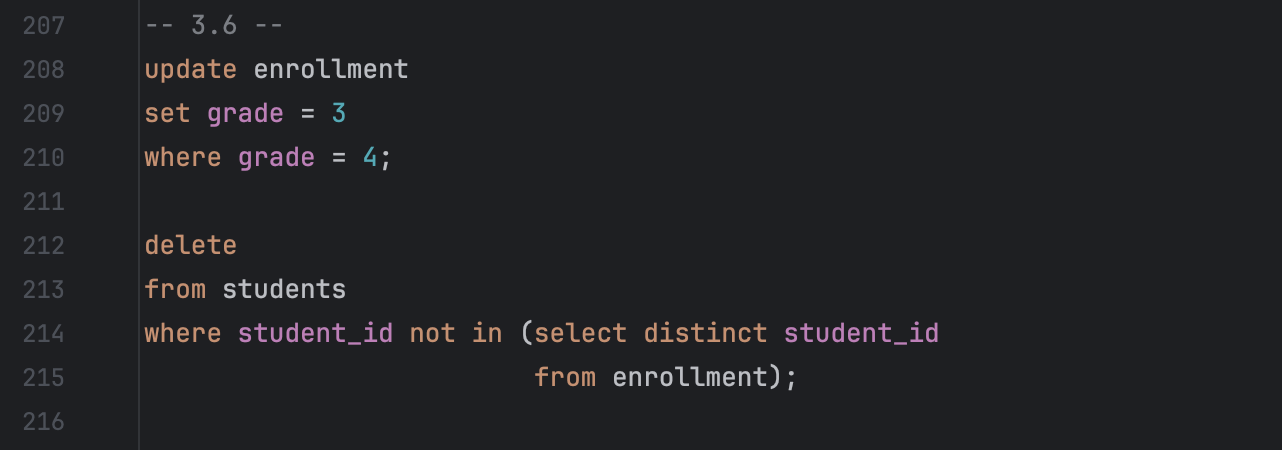 207 -- 3.6 --
208 update enrollment
209 set grade = 3
210 where grade = 4;
211
212 delete
213 from students
214 where student_id not in (select distinct student_id
215 from enrollment);
216